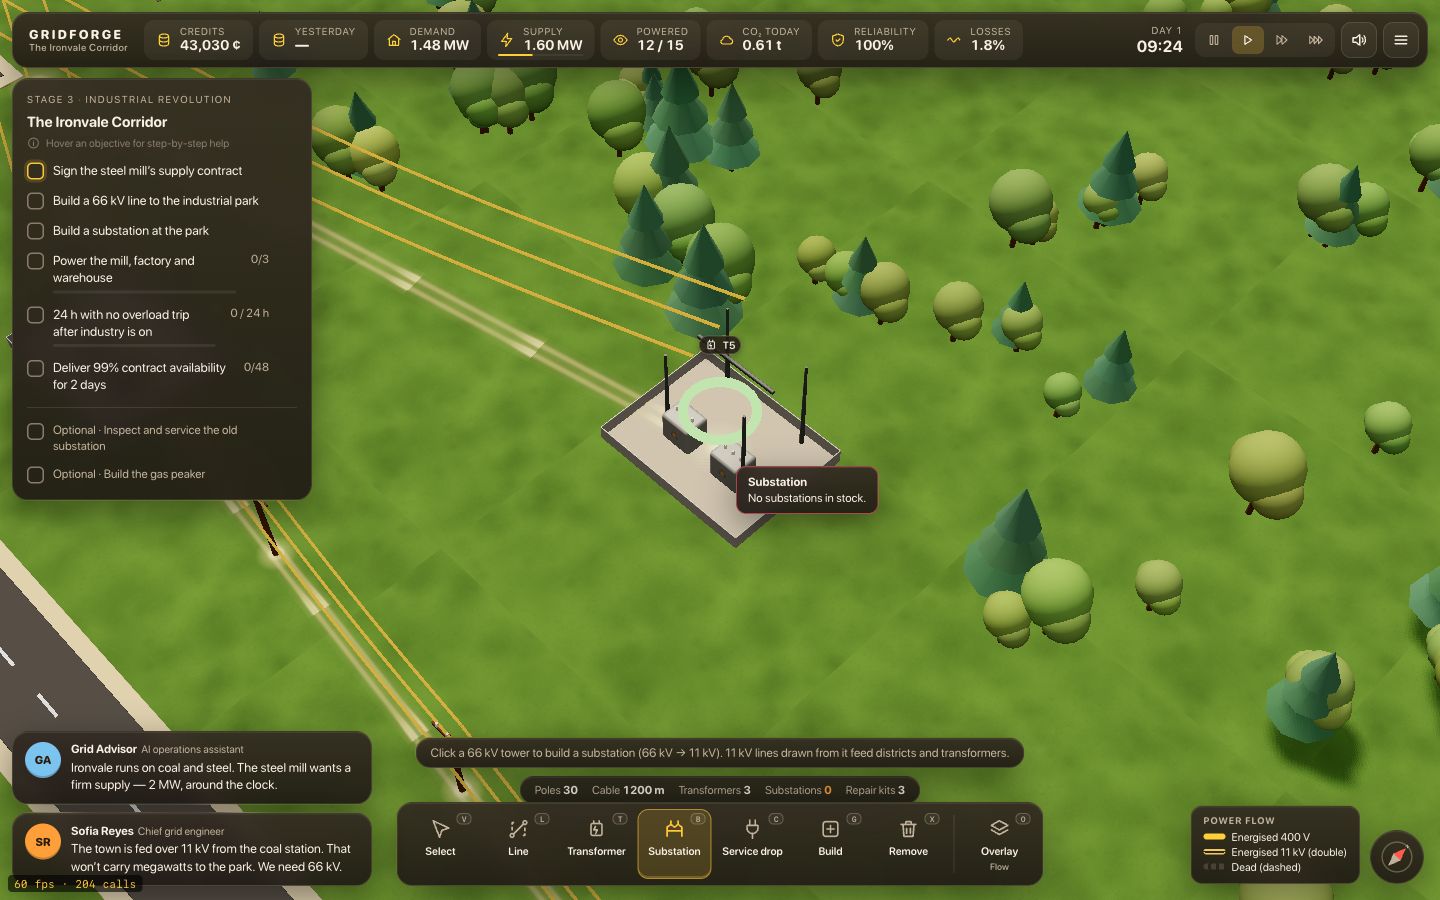 GRIDFORGE
The Ironvale Corridor
CREDITS
43,030 ¢
YESTERDAY
—
DEMAND
1.48 MW
SUPPLY
1.60 MW
POWERED
12 / 15
CO₂ TODAY
0.61 t
RELIABILITY
100%
LOSSES
1.8%
DAY 1
09:24
STAGE 3 · INDUSTRIAL REVOLUTION
The Ironvale Corridor
Hover an objective for step-by-step help
Sign the steel mill's supply contract
Build a 66 kV line to the industrial park
Build a substation at the park
Power the mill, factory and 0/3
warehouse
24 h with no overload trip 0 / 24 h
after industry is on
Deliver 99% contract availability 0/48
for 2 days
Optional · Inspect and service the old
substation
Optional · Build the gas peaker
T5
Substation
No substations in stock.
GA
Grid Advisor AI operations assistant
Ironvale runs on coal and steel. The steel mill wants a
firm supply — 2 MW, around the clock.
SR
Sofia Reyes Chief grid engineer
The town is fed over 11 kV from the coal station. That
won't carry megawatts to the park. We need 66 kV.
60 fps · 204 calls
Click a 66 kV tower to build a substation (66 kV → 11 kV). 11 kV lines drawn from it feed districts and transformers.
Poles 30 Cable 1200 m Transformers 3 Substations 0 Repair kits 3
V
Select
L
Line
T
Transformer
B
Substation
C
Service drop
G
Build
X
Remove
O
Overlay
Flow
POWER FLOW
Energised 400 V
Energised 11 kV (double)
Dead (dashed)